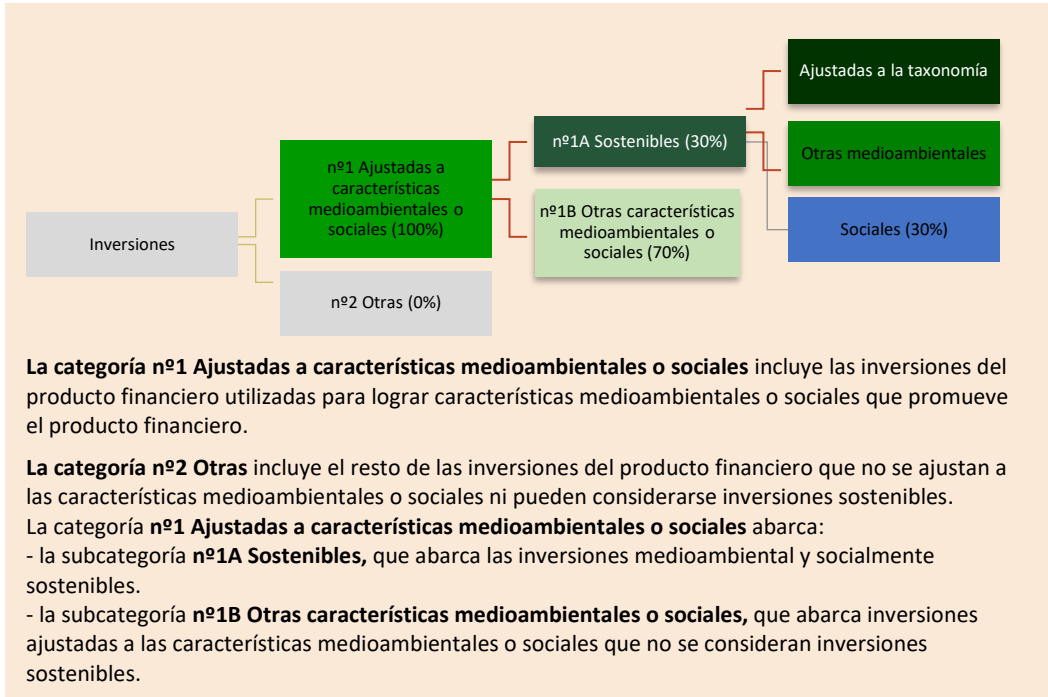 Ajustadas a la taxonomía
nº1A Sostenibles (30%)
nº1 Ajustadas a
características
medioambientales o
sociales (100%)
Otras medioambientales
nº1B Otras características
medioambientales o
sociales (70%)
Sociales (30%)
Inversiones
nº2 Otras (0%)
La categoría nº1 Ajustadas a características medioambientales o sociales incluye las inversiones del
producto financiero utilizadas para lograr características medioambientales o sociales que promueve
el producto financiero.
La categoría nº2 Otras incluye el resto de las inversiones del producto financiero que no se ajustan a
las características medioambientales o sociales ni pueden considerarse inversiones sostenibles.
La categoría nº1 Ajustadas a características medioambientales o sociales abarca:
- la subcategoría nº1A Sostenibles, que abarca las inversiones medioambiental y socialmente
sostenibles.
- la subcategoría nº1B Otras características medioambientales o sociales, que abarca inversiones
ajustadas a las características medioambientales o sociales que no se consideran inversiones
sostenibles.